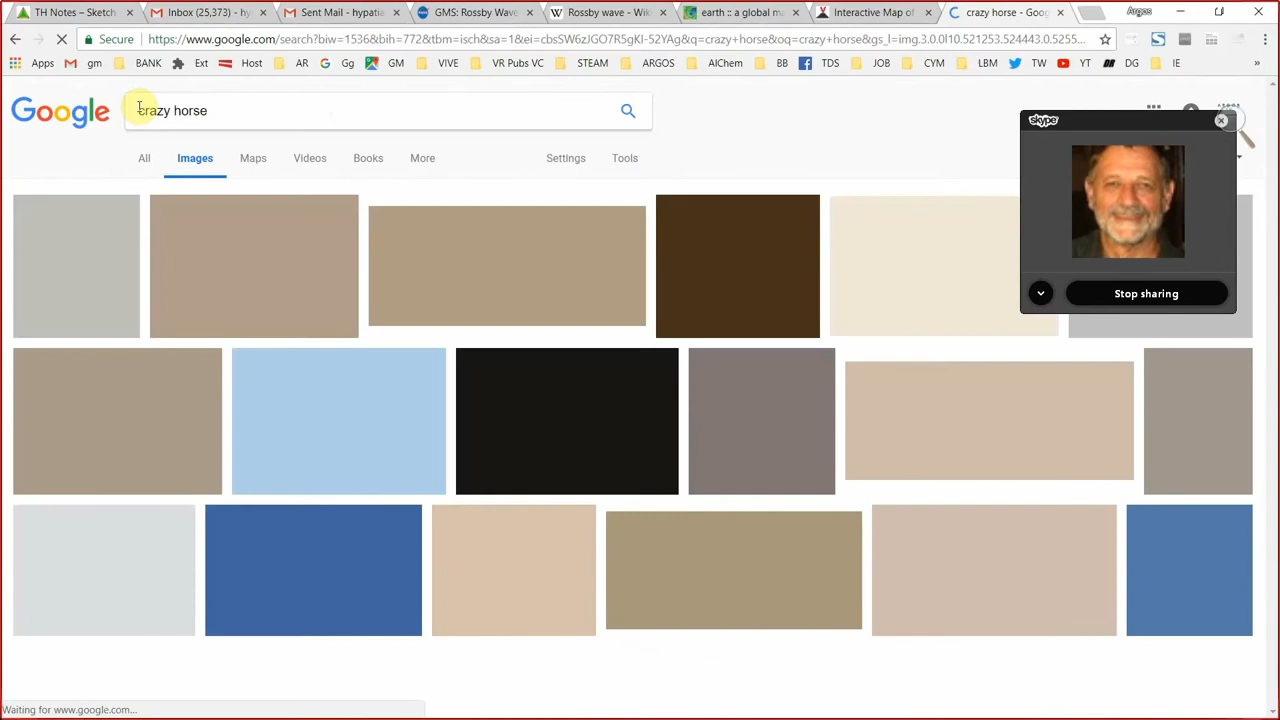 TH Notes – Sketch
Inbox (25,373) - hy
Sent Mail - hypatia
GMS: Rossby Wave
Rossby wave - Wiki
earth :: a global m
Interactive Map of
crazy horse - Goog
Argos
Secure
https://www.google.com/search?biw=1536&bih=772&tbm=isch&sa=1&ei=cbsSW6zJGO7R5gKI-52YAg&q=crazy+horse&oq=crazy+horse&gs_l=img.3.0.0l10.521253.524443.0.5255...
Apps
gm
BANK
Ext
Host
AR
Gg
GM
VIVE
VR Pubs VC
STEAM
ARGOS
AIChem
BB
TDS
JOB
CYM
LBM
TW
YT
DG
IE
»
Google
crazy horse
All
Images
Maps
Videos
Books
More
Settings
Tools
skype
Stop sharing
Waiting for www.google.com...